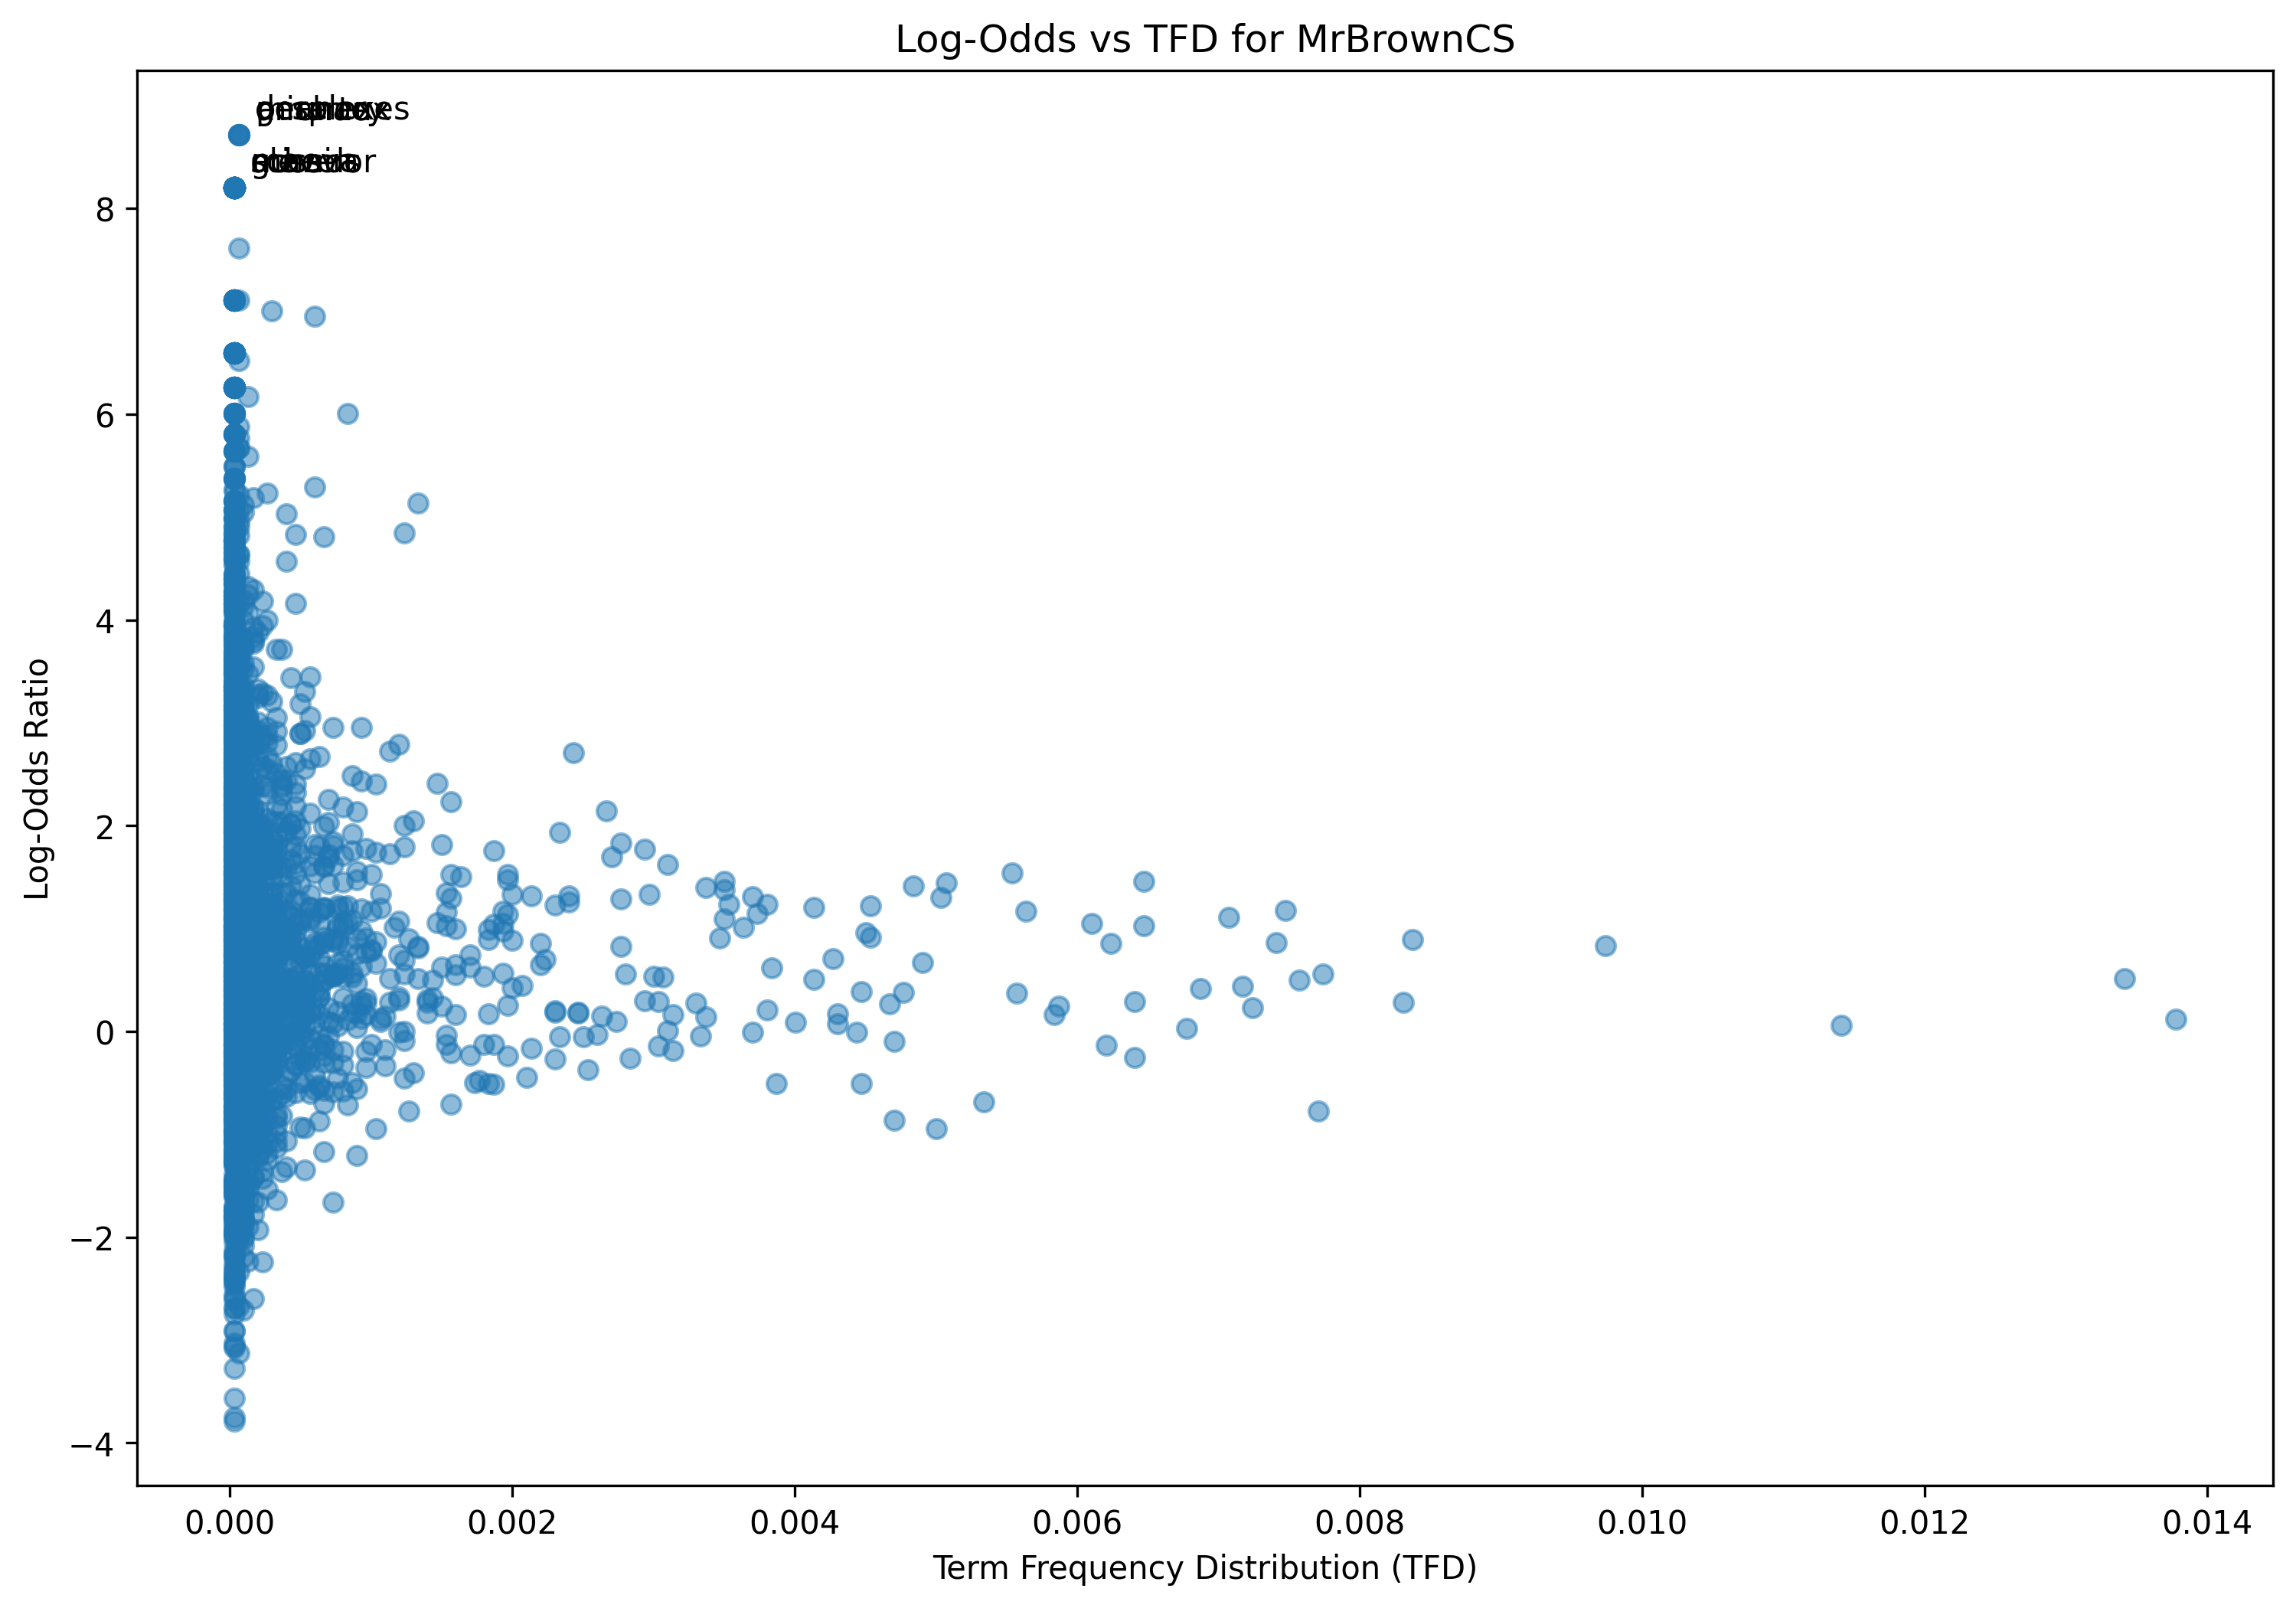 Log-Odds vs TFD for MrBrownCS
8
6
4
2
0
−2
−4
Log-Odds Ratio
0.000 0.002 0.004 0.006 0.008 0.010 0.012 0.014
Term Frequency Distribution (TFD)